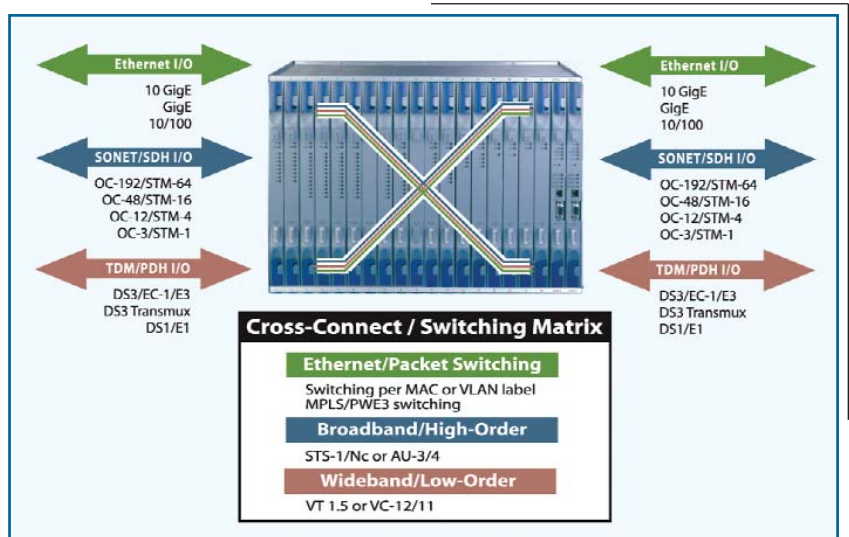 Ethernet I/O
10 GigE
GigE
10/100
SONET/SDH I/O
OC-192/STM-64
OC-48/STM-16
OC-12/STM-4
OC-3/STM-1
TDM/PDH I/O
DS3/EC-1/E3
DS3 Transmux
DS1/E1
Ethernet I/O
10 GigE
GigE
10/100
SONET/SDH I/O
OC-192/STM-64
OC-48/STM-16
OC-12/STM-4
OC-3/STM-1
TDM/PDH I/O
DS3/EC-1/E3
DS3 Transmux
DS1/E1
Cross-Connect / Switching Matrix
Ethernet/Packet Switching
Switching per MAC or VLAN label
MPLS/PWE3 switching
Broadband/High-Order
STS-1/Nc or AU-3/4
Wideband/Low-Order
VT 1.5 or VC-12/11